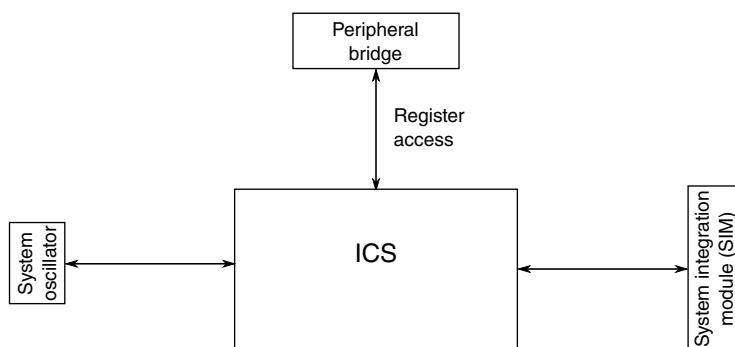 Peripheral
bridge
Register
access
System
oscillator
ICS
System integration
module (SIM)